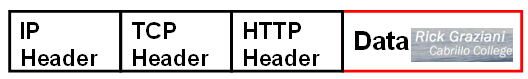 IP
Header
TCP
Header
HTTP
Header
Data
Rick Graziani
Cabrillo College